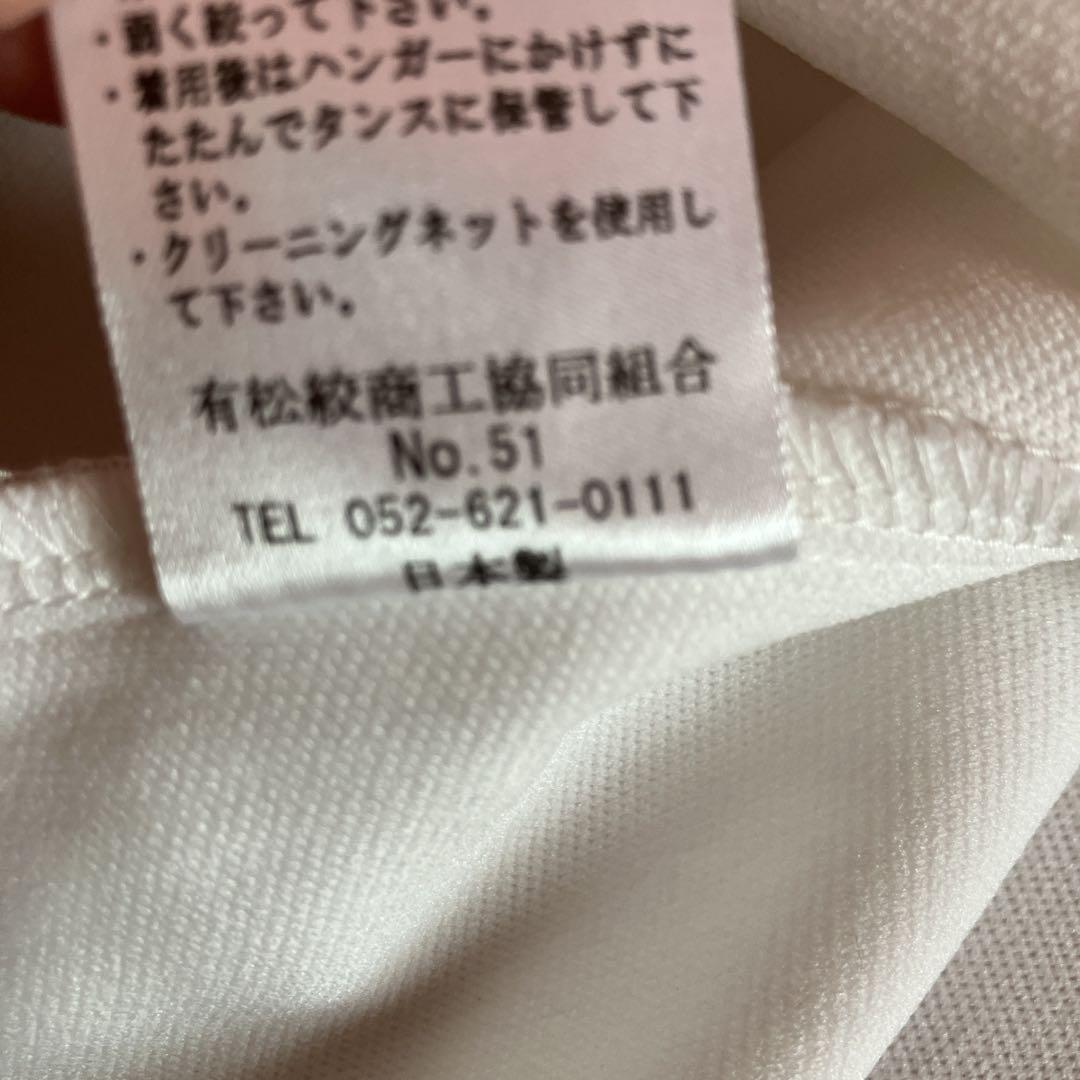 ・弱く絞って下さい。
・着用後はハンガーにかけずに
たたんでタンスに保管して下
さい。
・クリーニングネットを使用し
て下さい。
有松絞商工協同組合
No.51
TEL 052-621-0111
日本製